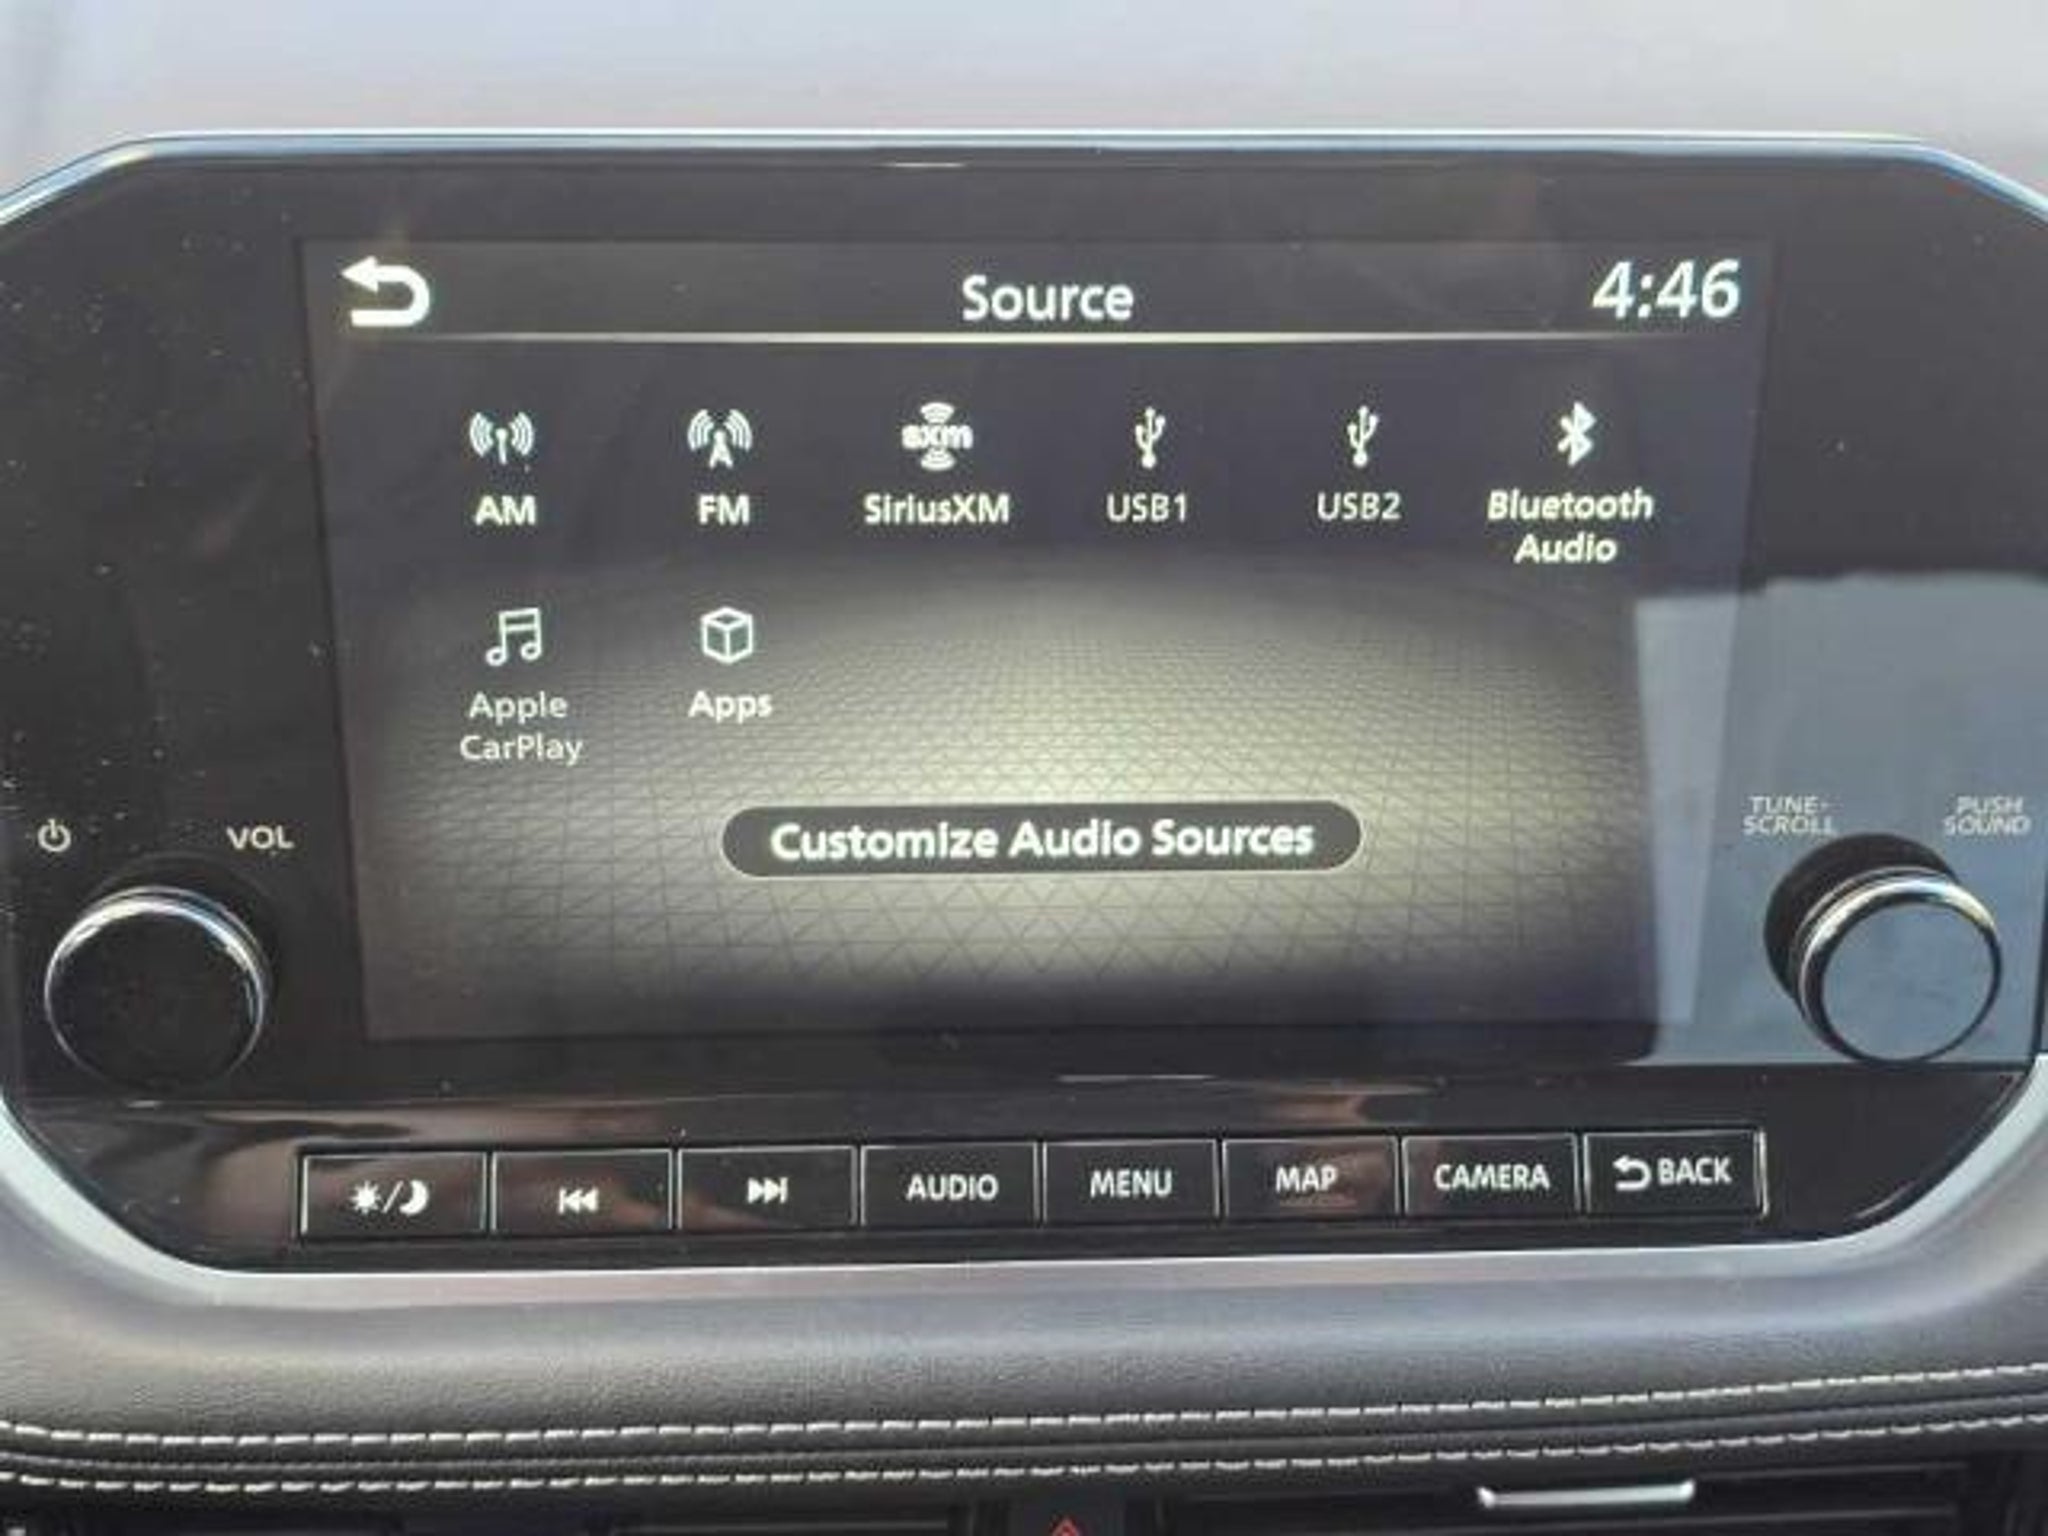 Source
4:46
AM
FM
SiriusXM
USB1
USB2
Bluetooth
Audio
sxm
Apple
CarPlay
Apps
Customize Audio Sources
VOL
TUNE·
SCROLL
PUSH
SOUND
AUDIO
MENU
MAP
CAMERA
BACK